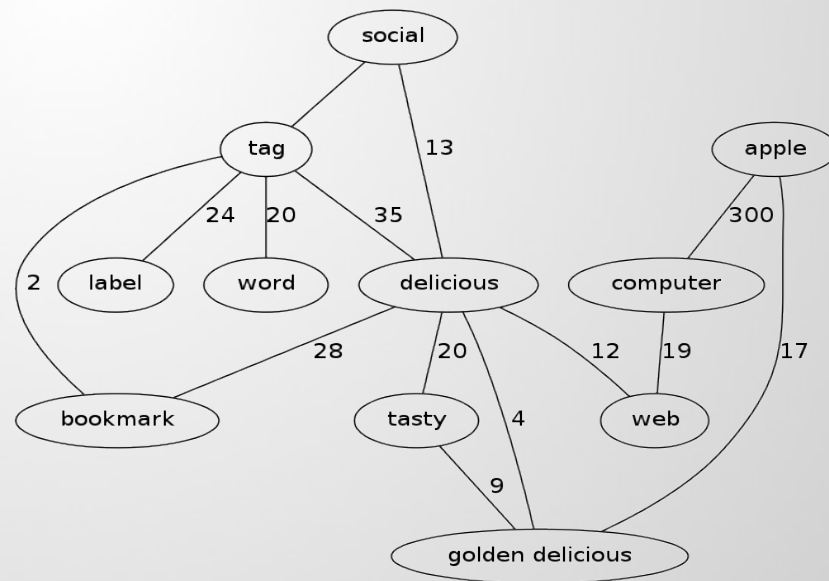 social
tag
13
apple
24
20
35
300
2
label
word
delicious
computer
28
20
12
19
17
bookmark
tasty
4
web
9
golden delicious